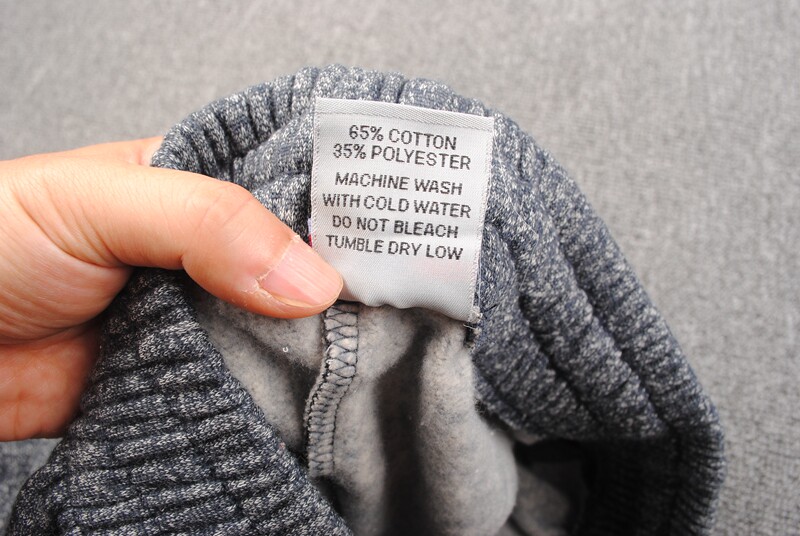 65% COTTON
35% POLYESTER
MACHINE WASH
WITH COLD WATER
DO NOT BLEACH
TUMBLE DRY LOW